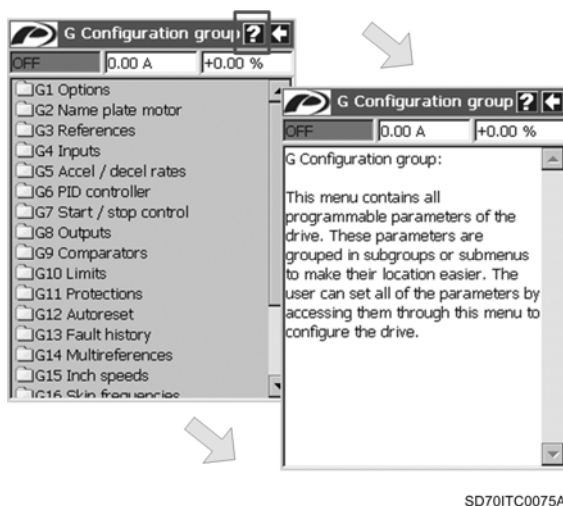 G Configuration group ?
OFF 0.00 A +0.00 %
G1 Options
G2 Name plate motor
G3 References
G4 Inputs
G5 Accel / decel rates
G6 PID controller
G7 Start / stop control
G8 Outputs
G9 Comparators
G10 Limits
G11 Protections
G12 Autoreset
G13 Fault history
G14 Multireferences
G15 Inch speeds
G16 Skip frequencies
G Configuration group ?
OFF 0.00 A +0.00 %
G Configuration group:
This menu contains all
programmable parameters of the
drive. These parameters are
grouped in subgroups or submenus
to make their location easier. The
user can set all of the parameters by
accessing them through this menu to
configure the drive.
SD70ITC0075A